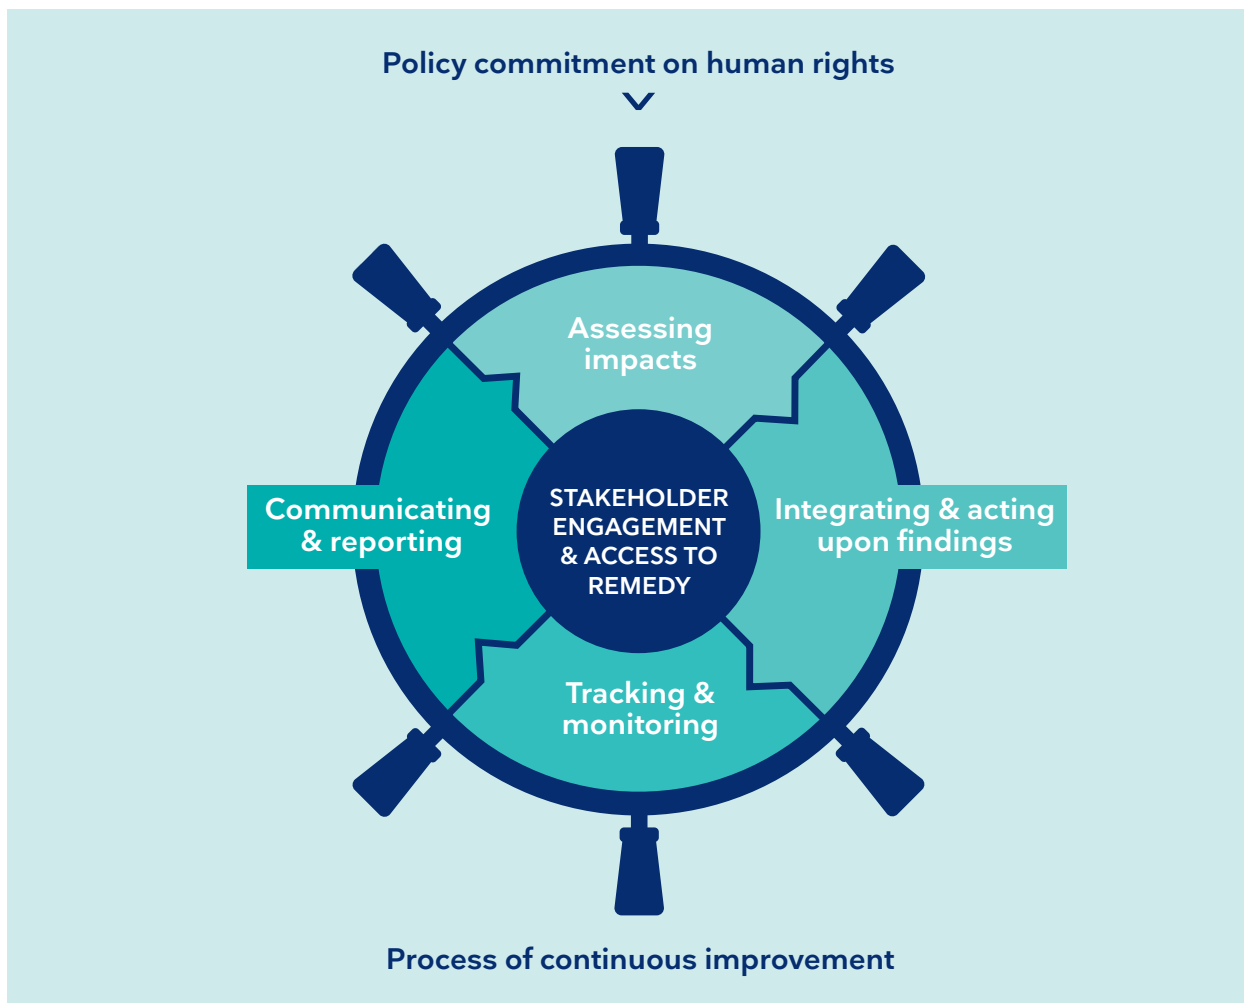 Policy commitment on human rights
Assessing
impacts
Communicating
& reporting
STAKEHOLDER
ENGAGEMENT
& ACCESS TO
REMEDY
Integrating & acting
upon findings
Tracking &
monitoring
Process of continuous improvement